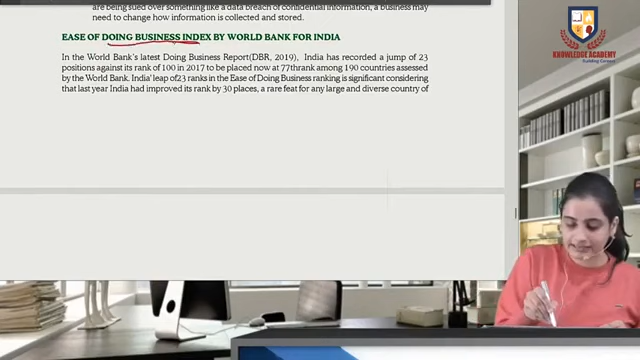 are being sued over something like a data breach of confidential information, a business may
need to change how information is collected and stored.
EASE OF DOING BUSINESS INDEX BY WORLD BANK FOR INDIA
In the World Bank's latest Doing Business Report(DBR, 2019), India has recorded a jump of 23
positions against its rank of 100 in 2017 to be placed now at 77thrank among 190 countries assessed
by the World Bank. India' leap of23 ranks in the Ease of Doing Business ranking is significant considering
that last year India had improved its rank by 30 places, a rare feat for any large and diverse country of
KNOWLEDGE ACADEMY
Building Careers